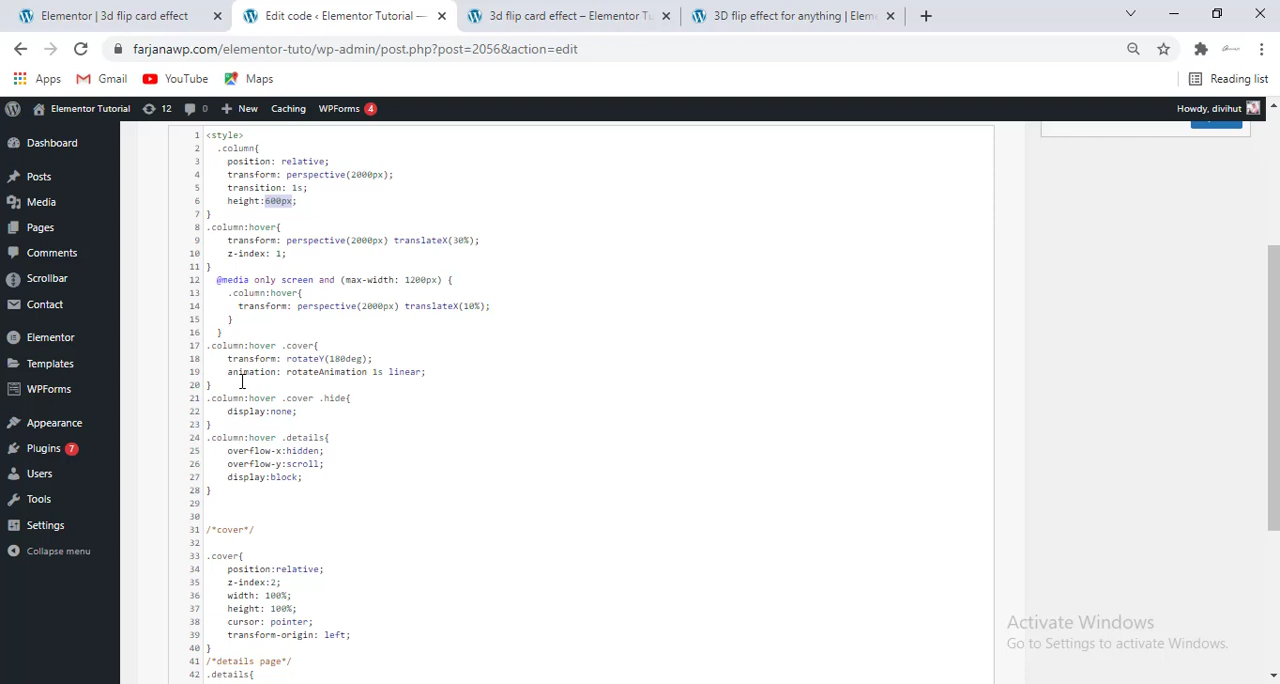 Elementor | 3d flip card effect
Edit code ‹ Elementor Tutorial —
3d flip card effect – Elementor Tu
3D flip effect for anything | Elem
farjanawp.com/elementor-tuto/wp-admin/post.php?post=2056&action=edit
Apps Gmail YouTube Maps Reading list
Elementor Tutorial 12 0 New Caching WPForms 4 Howdy, divihut
Dashboard
Posts
Media
Pages
Comments
Scrollbar
Contact
Elementor
Templates
WPForms
Appearance
Plugins 7
Users
Tools
Settings
Collapse menu
1 <style>
2 .column{
3 position: relative;
4 transform: perspective(2000px);
5 transition: 1s;
6 height:600px;
7 }
8 .column:hover{
9 transform: perspective(2000px) translateX(30%);
10 z-index: 1;
11 }
12 @media only screen and (max-width: 1200px) {
13 .column:hover{
14 transform: perspective(2000px) translateX(10%);
15 }
16 }
17 .column:hover .cover{
18 transform: rotateY(180deg);
19 animation: rotateAnimation 1s linear;
20 }
21 .column:hover .cover .hide{
22 display:none;
23 }
24 .column:hover .details{
25 overflow-x:hidden;
26 overflow-y:scroll;
27 display:block;
28 }
29
30
31 /*cover*/
32
33 .cover{
34 position:relative;
35 z-index:2;
36 width: 100%;
37 height: 100%;
38 cursor: pointer;
39 transform-origin: left;
40 }
41 /*details page*/
42 .details{
Activate Windows
Go to Settings to activate Windows.